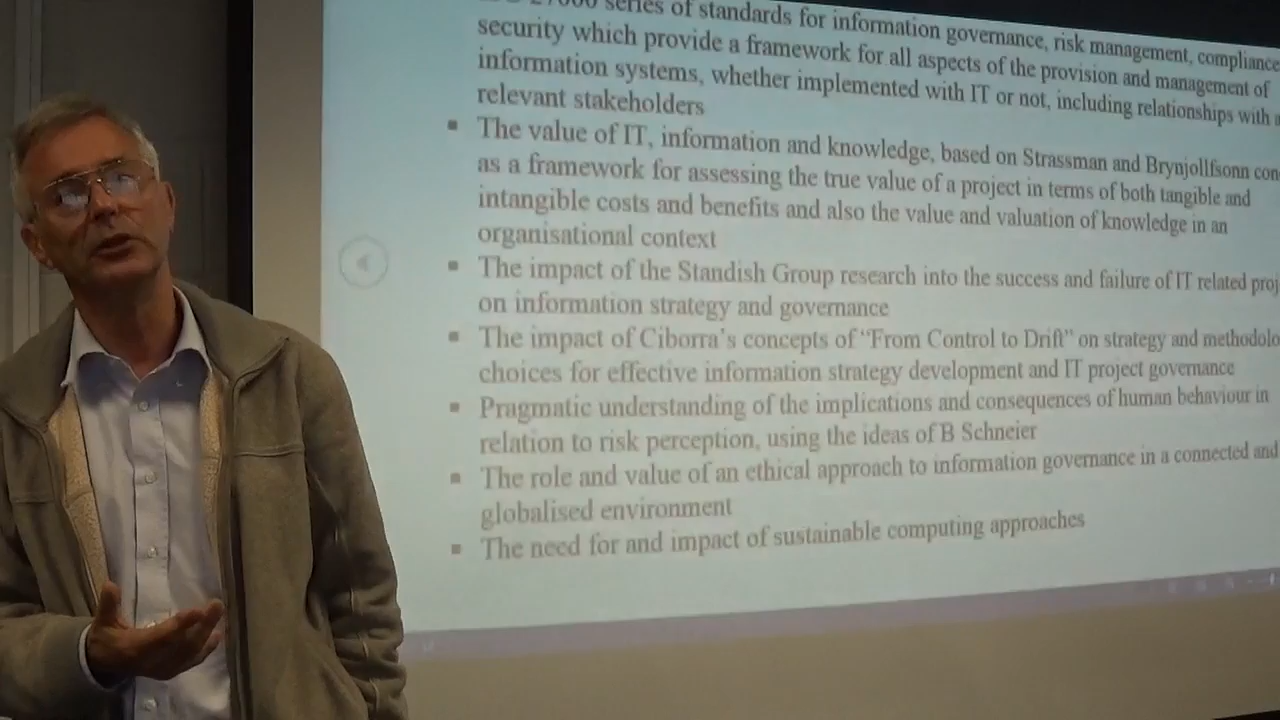 series of standards for information governance, risk management, compliance
security which provide a framework for all aspects of the provision and management of
information systems, whether implemented with IT or not, including relationships with
relevant stakeholders
▪ The value of IT, information and knowledge, based on Strassman and Brynjollfsonn con
as a framework for assessing the true value of a project in terms of both tangible and
intangible costs and benefits and also the value and valuation of knowledge in an
organisational context
▪ The impact of the Standish Group research into the success and failure of IT related proj
on information strategy and governance
▪ The impact of Ciborra's concepts of "From Control to Drift" on strategy and methodolo
choices for effective information strategy development and IT project governance
▪ Pragmatic understanding of the implications and consequences of human behaviour in
relation to risk perception, using the ideas of B Schneier
▪ The role and value of an ethical approach to information governance in a connected and
globalised environment
▪ The need for and impact of sustainable computing approaches